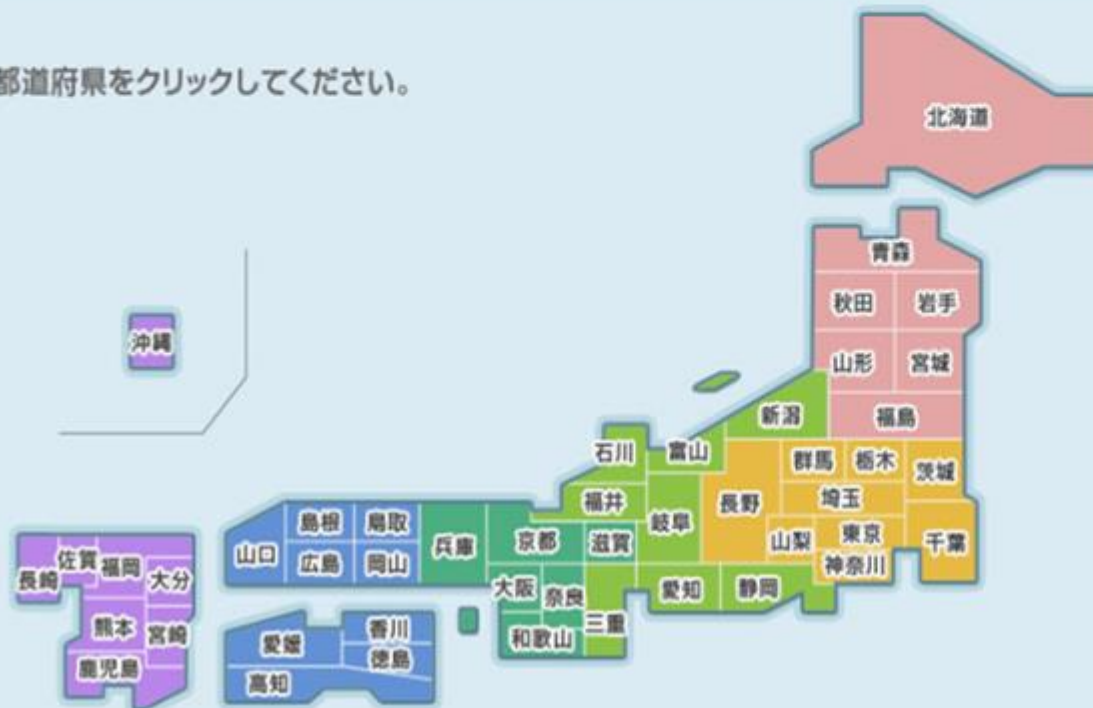 都道府県をクリックしてください。
北海道
青森
秋田
岩手
山形
宮城
福島
新潟
石川
富山
福井
岐阜
長野
群馬
栃木
茨城
埼玉
山梨
東京
千葉
神奈川
愛知
静岡
三重
兵庫
京都
滋賀
大阪
奈良
和歌山
山口
島根
鳥取
広島
岡山
愛媛
香川
徳島
高知
長崎
佐賀
福岡
大分
熊本
宮崎
鹿児島
沖縄